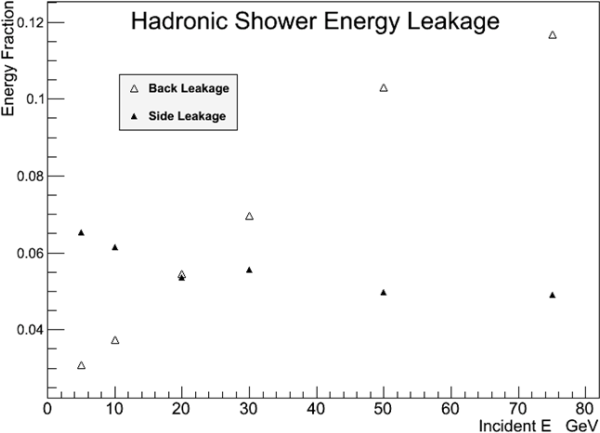 Hadronic Shower Energy Leakage
Energy Fraction
0.12
0.1
0.08
0.06
0.04
Back Leakage
Side Leakage
0 10 20 30 40 50 60 70 80
Incident E GeV